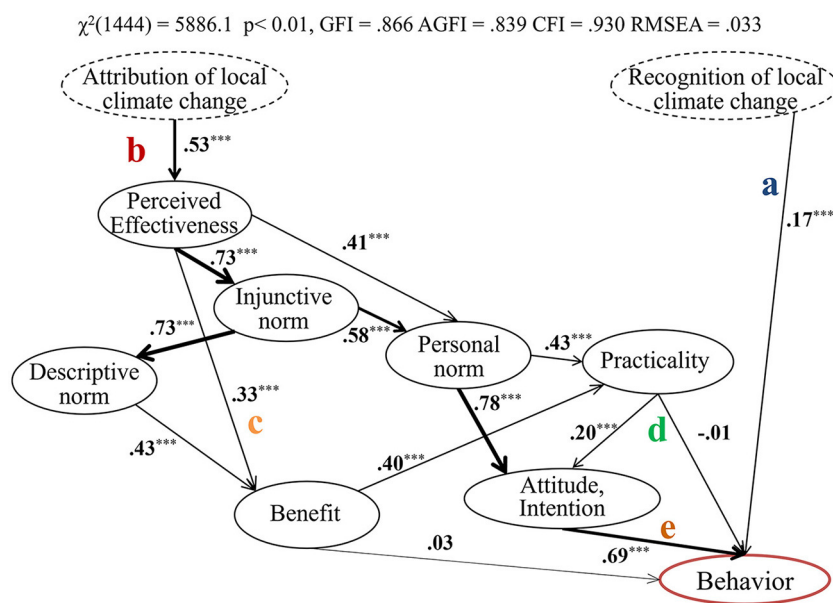 χ²(1444) = 5886.1  p< 0.01, GFI = .866 AGFI = .839 CFI = .930 RMSEA = .033
Attribution of local
climate change
Recognition of local
climate change
b
.53***
a
Perceived
Effectiveness
.17***
.41***
.73***
Injunctive
norm
.73***
.58***
Personal
norm
.43***
Practicality
Descriptive
norm
.33***
c
.78***
.43***
.40***
.20***
d
-.01
Attitude,
Intention
Benefit
e
.03
.69***
Behavior